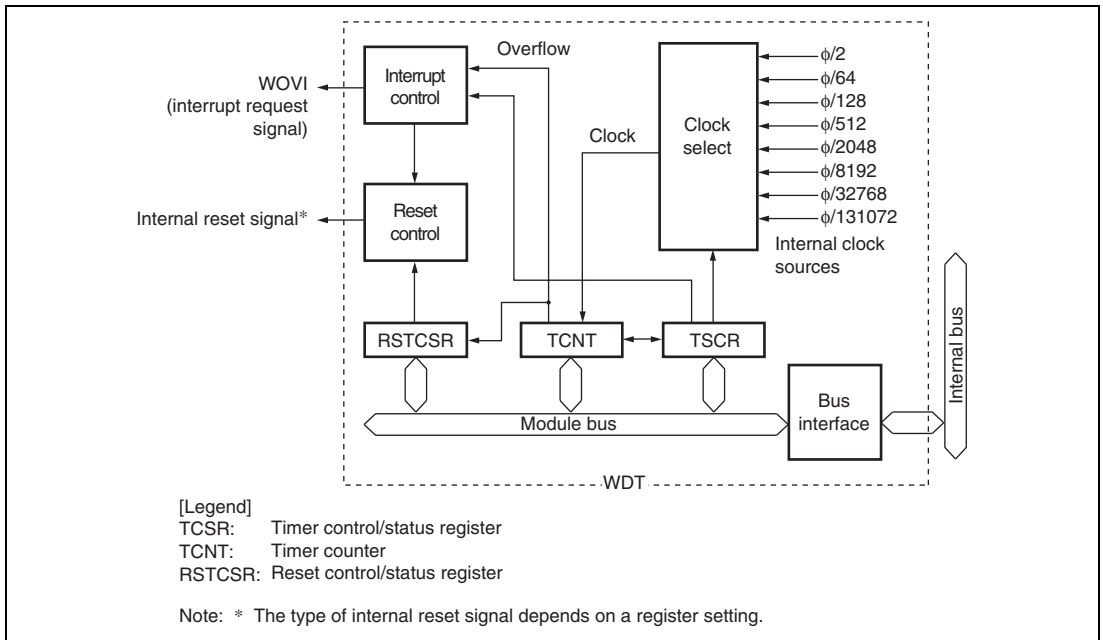 Overflow
Interrupt
control
WOVI
(interrupt request
signal)
Clock
Clock
select
ϕ/2
ϕ/64
ϕ/128
ϕ/512
ϕ/2048
ϕ/8192
ϕ/32768
ϕ/131072
Internal clock
sources
Internal reset signal*
Reset
control
RSTCSR
TCNT
TSCR
Module bus
Bus
interface
Internal bus
WDT
[Legend]
TCSR: Timer control/status register
TCNT: Timer counter
RSTCSR: Reset control/status register
Note: * The type of internal reset signal depends on a register setting.